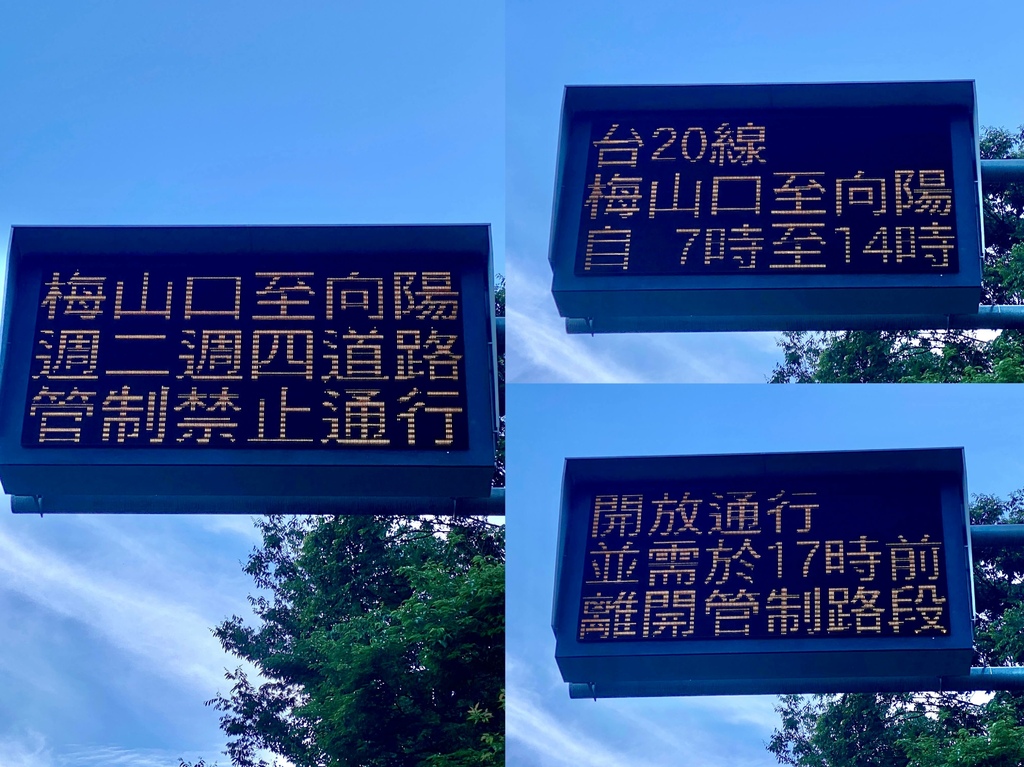 梅山口至向陽
週二週四道路
管制禁止通行
台20線
梅山口至向陽
自 7時至14時
開放通行
並需於17時前
離開管制路段